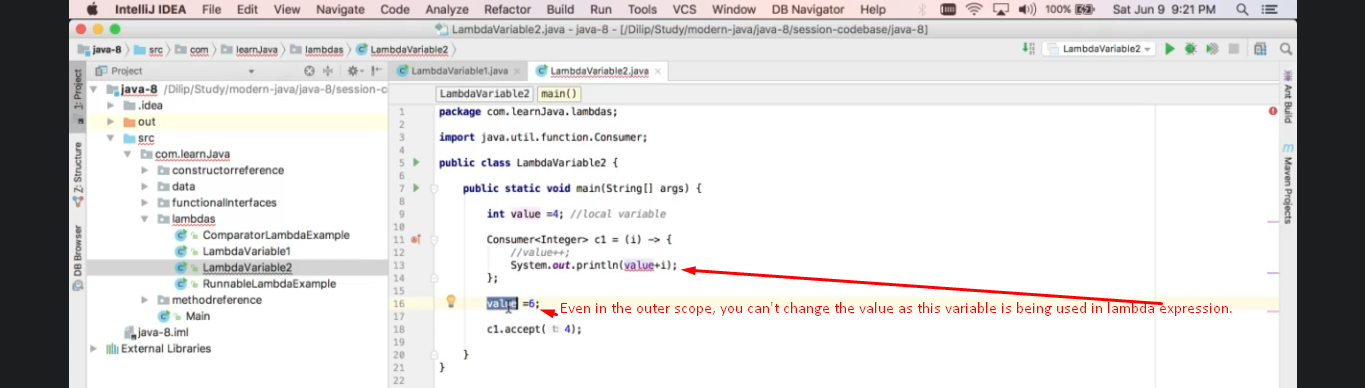 IntelliJ IDEA File Edit View Navigate Code Analyze Refactor Build Run Tools VCS Window DB Navigator Help 100% Sat Jun 9 9:21 PM
LambdaVariable2.java - java-8 - [/Dilip/Study/modern-java/java-8/session-codebase/java-8]
java-8 src com learnJava lambdas LambdaVariable2 LambdaVariable2
Project LambdaVariable1.java LambdaVariable2.java
java-8 /Dilip/Study/modern-java/java-8/session-c
.idea
out
src
com.learnJava
constructorreference
data
functionalInterfaces
lambdas
ComparatorLambdaExample
LambdaVariable1
LambdaVariable2
RunnableLambdaExample
methodreference
Main
java-8.iml
External Libraries
1: Project
Z: Structure
DB Browser
LambdaVariable2 main()
1 package com.learnJava.lambdas;
2
3 import java.util.function.Consumer;
4
5 public class LambdaVariable2 {
6
7 public static void main(String[] args) {
8
9 int value =4; //local variable
10
11 Consumer<Integer> c1 = (i) -> {
12 //value++;
13 System.out.println(value+i);
14 };
15
16 value =6;
Even in the outer scope, you can't change the value as this variable is being used in lambda expression.
17
18 c1.accept( t: 4);
19
20 }
21 }
22
Ant Build
Maven Projects